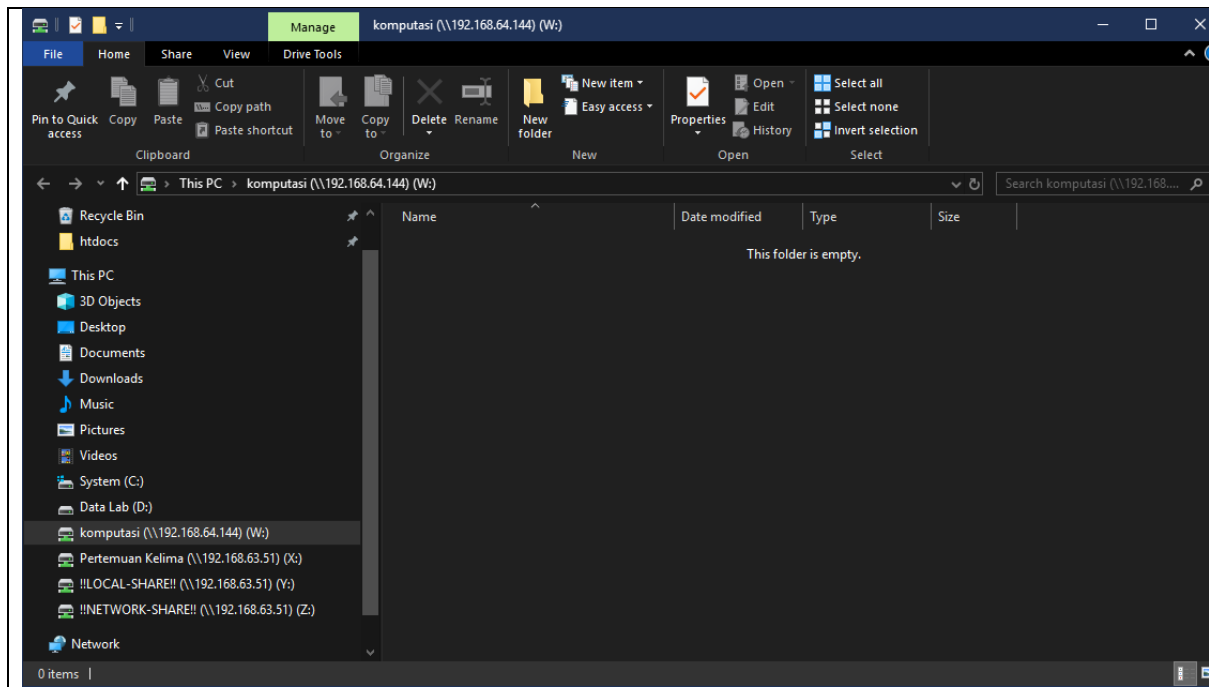 Manage
komputasi (\\192.168.64.144) (W:)
File
Home
Share
View
Drive Tools
Pin to Quick access
Copy
Paste
Cut
Copy path
Paste shortcut
Clipboard
Move to
Copy to
Delete
Rename
Organize
New folder
New item
Easy access
New
Properties
Open
Edit
History
Open
Select all
Select none
Invert selection
Select
This PC > komputasi (\\192.168.64.144) (W:)
Search komputasi (\\192.168....
Recycle Bin
htdocs
This PC
3D Objects
Desktop
Documents
Downloads
Music
Pictures
Videos
System (C:)
Data Lab (D:)
komputasi (\\192.168.64.144) (W:)
Pertemuan Kelima (\\192.168.63.51) (X:)
!!LOCAL-SHARE!! (\\192.168.63.51) (Y:)
!!NETWORK-SHARE!! (\\192.168.63.51) (Z:)
Network
Name
Date modified
Type
Size
This folder is empty.
0 items